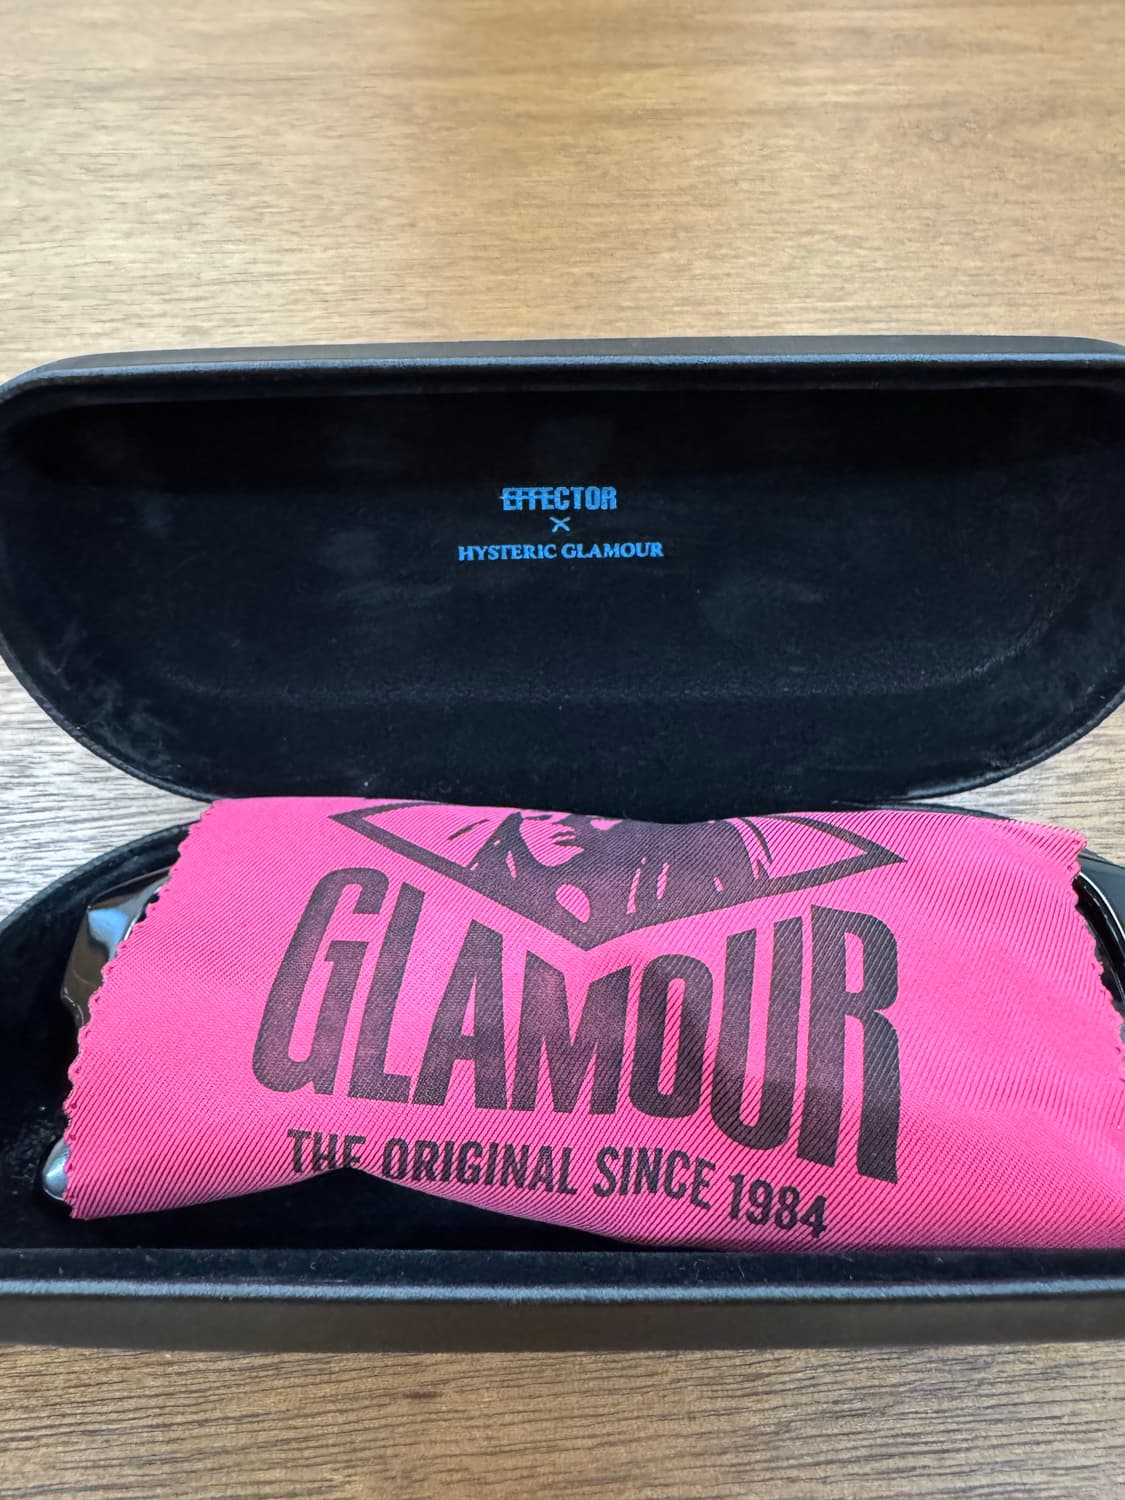 EFFECTOR
×
HYSTERIC GLAMOUR
GLAMOUR
THE ORIGINAL SINCE 1984